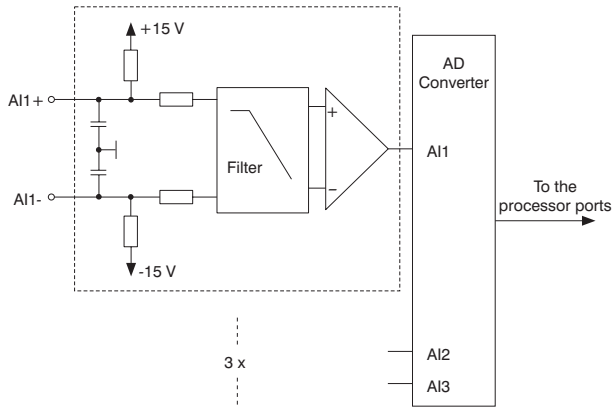 +15 V
AD
Converter
AI1+
+
AI1
Filter
To the
processor ports
−
AI1-
-15 V
3 x
AI2
AI3